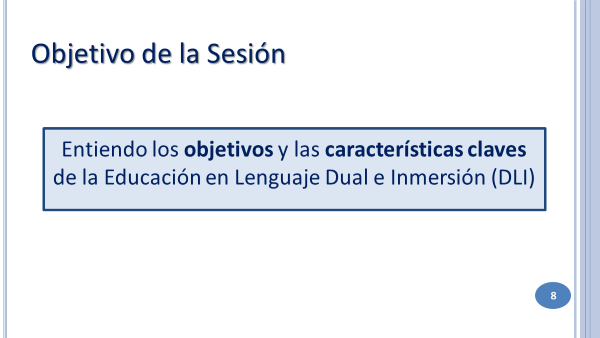 Objetivo de la Sesión
Entiendo los objetivos y las características claves
de la Educación en Lenguaje Dual e Inmersión (DLI)
8